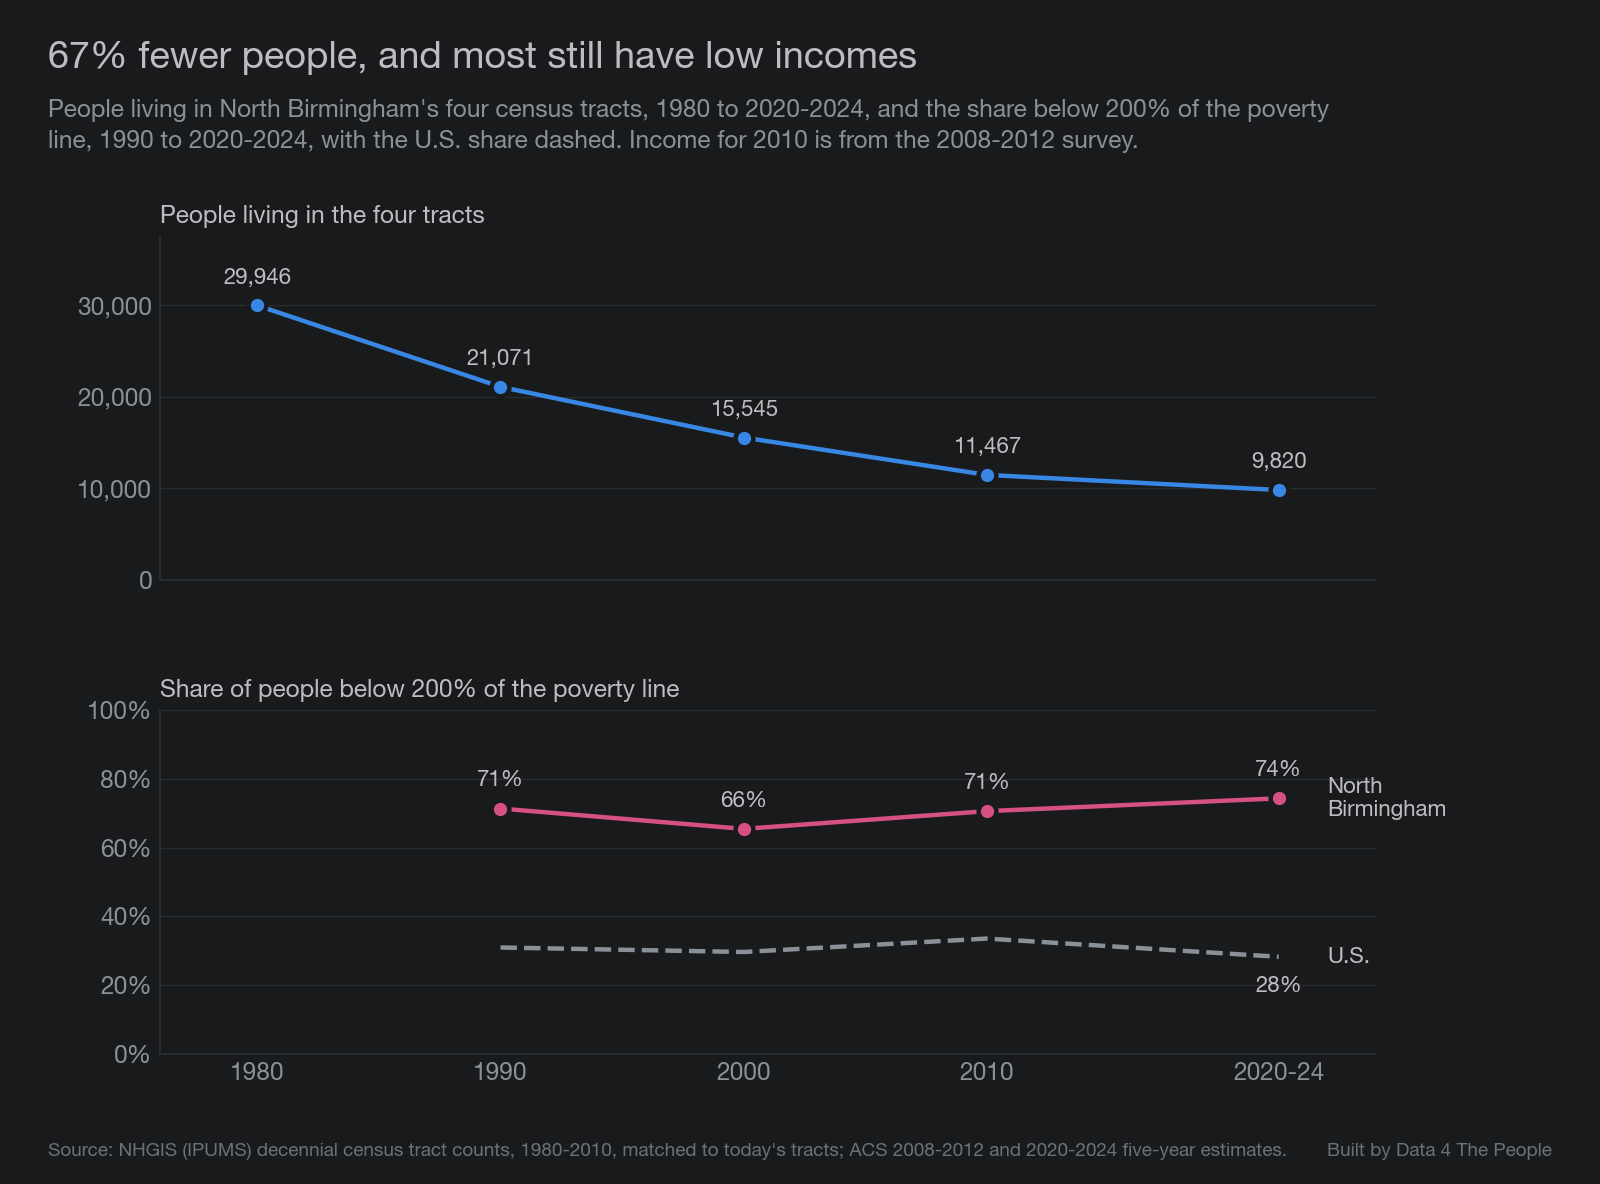 67% fewer people, and most still have low incomes
People living in North Birmingham's four census tracts, 1980 to 2020-2024, and the share below 200% of the poverty
line, 1990 to 2020-2024, with the U.S. share dashed. Income for 2010 is from the 2008-2012 survey.
People living in the four tracts
29,946
30,000
21,071
20,000
15,545
11,467
9,820
10,000
0
Share of people below 200% of the poverty line
100%
74%
80%
71%
71%
North
Birmingham
66%
60%
40%
U.S.
20%
28%
0%
1980
1990
2000
2010
2020-24
Source: NHGIS (IPUMS) decennial census tract counts, 1980-2010, matched to today's tracts; ACS 2008-2012 and 2020-2024 five-year estimates.
Built by Data 4 The People